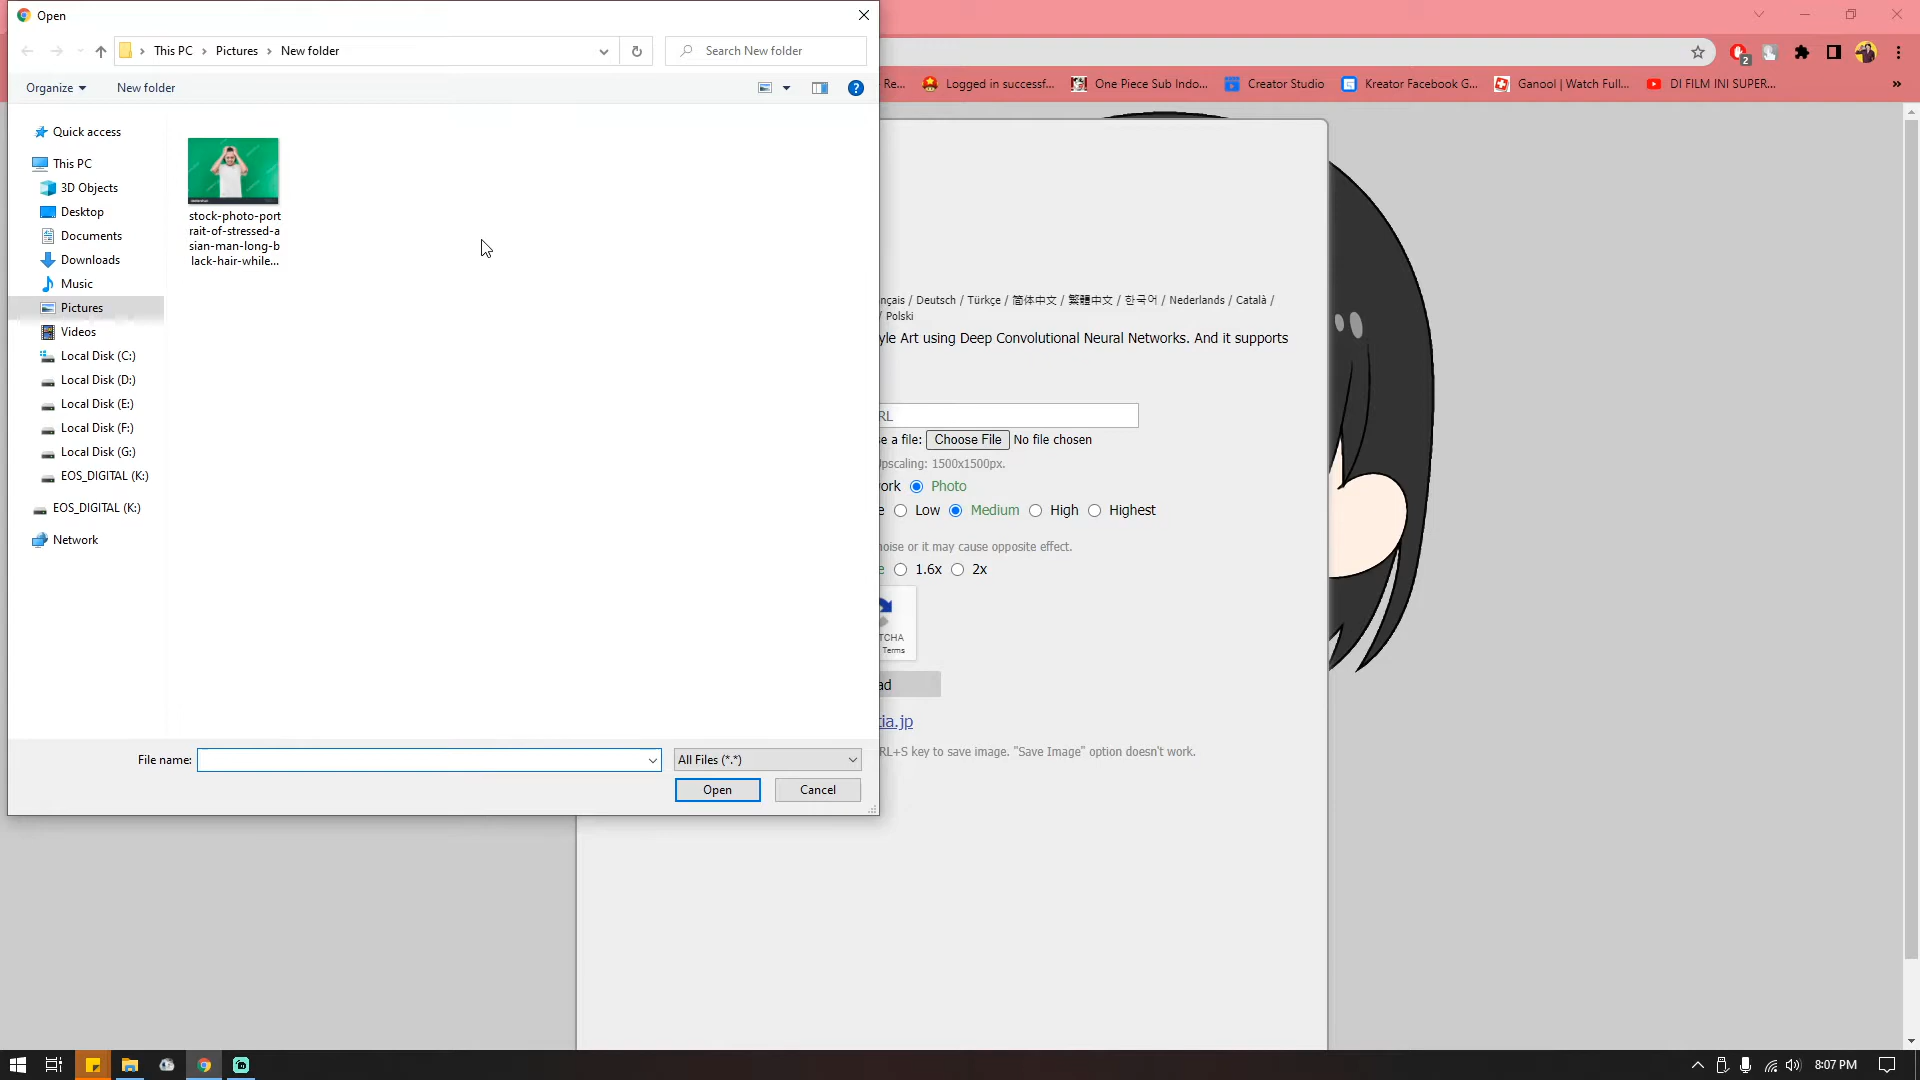 Open
This PC
Pictures
New folder
Search New folder
Organize
New folder
Quick access
This PC
3D Objects
Desktop
Documents
Downloads
Music
Pictures
Videos
Local Disk (C:)
Local Disk (D:)
Local Disk (E:)
Local Disk (F:)
Local Disk (G:)
EOS_DIGITAL (K:)
EOS_DIGITAL (K:)
Network
stock-photo-port
rait-of-stressed-a
sian-man-long-b
lack-hair-while...
File name:
All Files (*.*)
Open
Cancel
2
Re...
Logged in successf...
One Piece Sub Indo...
Creator Studio
Kreator Facebook G...
Ganool | Watch Full...
DI FILM INI SUPER...
»
nçais / Deutsch / Türkçe / 简体中文 / 繁體中文 / 한국어 / Nederlands / Català /
/ Polski
yle Art using Deep Convolutional Neural Networks. And it supports
RL
e a file: Choose File No file chosen
Upscaling: 1500x1500px.
ork Photo
e Low Medium High Highest
noise or it may cause opposite effect.
e 1.6x 2x
TCHA
Terms
ad
tia.jp
RL+S key to save image. "Save Image" option doesn't work.
8:07 PM